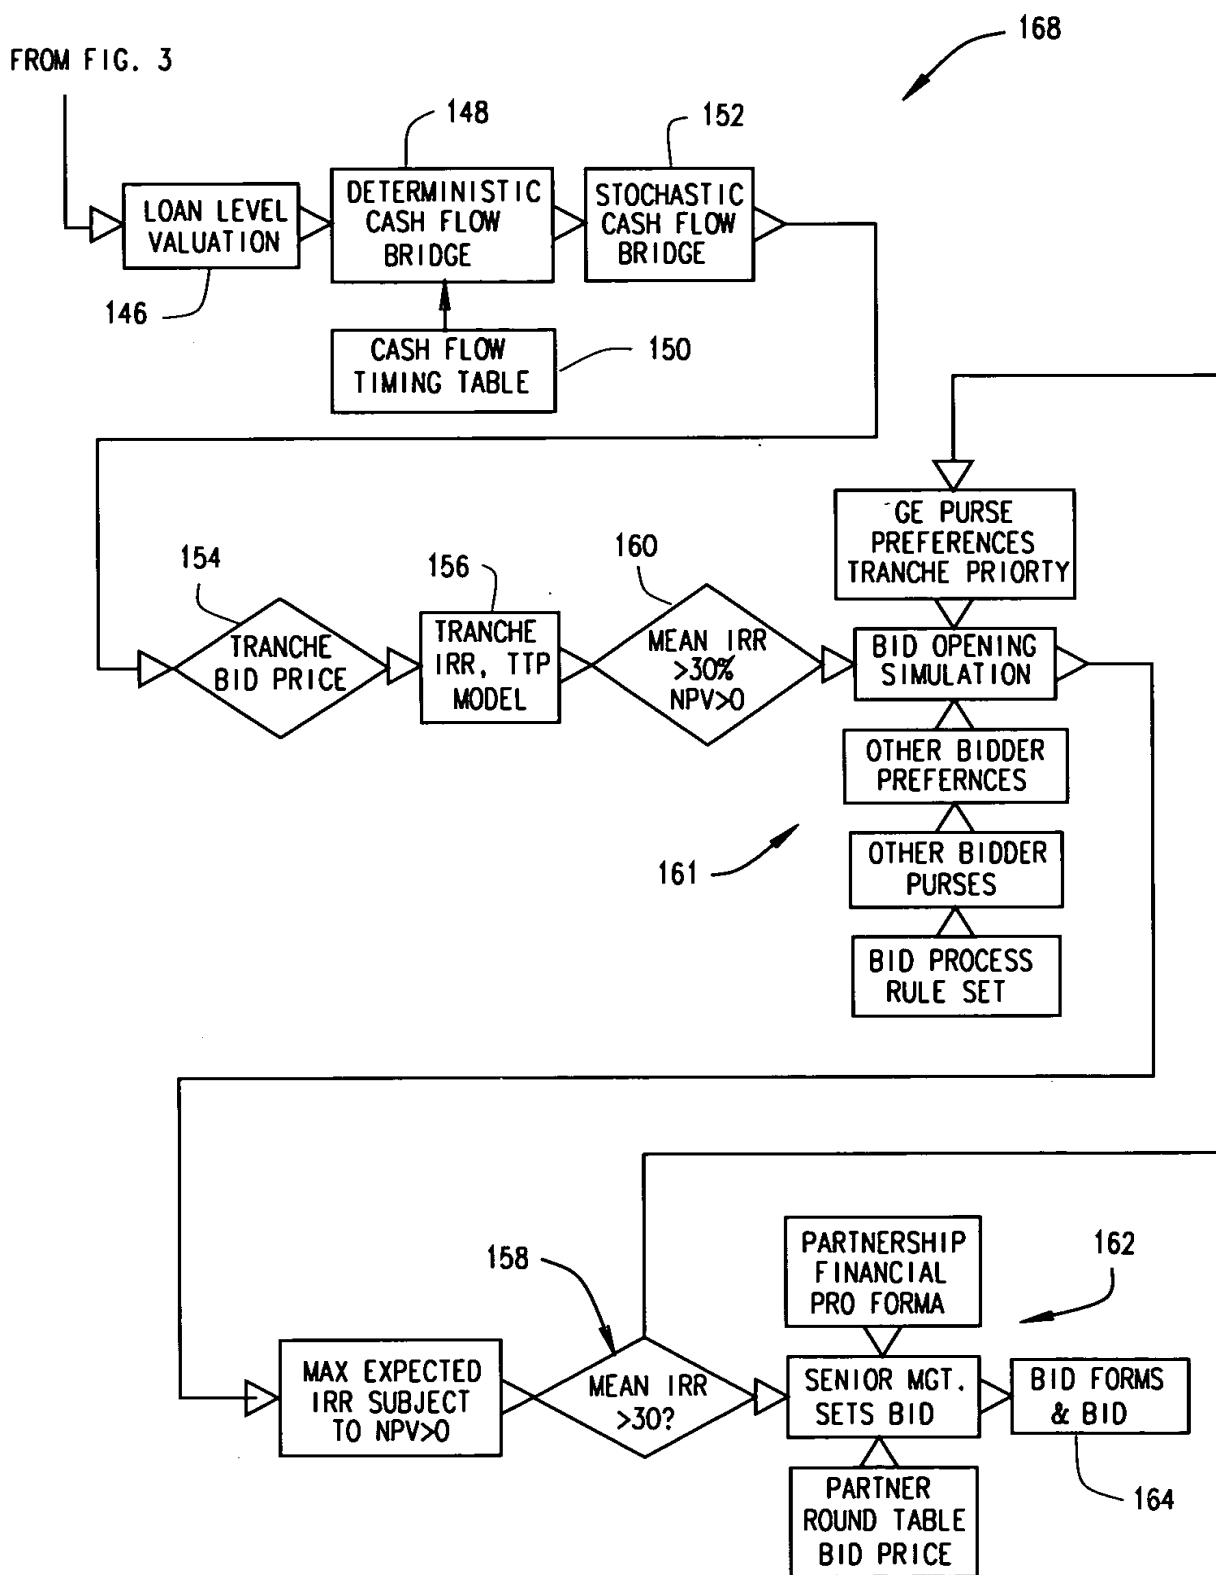 168
FROM FIG. 3
148
152
LOAN LEVEL
VALUATION
DETERMINISTIC
CASH FLOW
BRIDGE
STOCHASTIC
CASH FLOW
BRIDGE
146
CASH FLOW
TIMING TABLE
150
GE PURSE
PREFERENCES
TRANCHE PRIORTY
154
156
160
TRANCHE
BID PRICE
TRANCHE
IRR, TTP
MODEL
MEAN IRR
>30%
NPV>0
BID OPENING
SIMULATION
OTHER BIDDER
PREFERNCES
161
OTHER BIDDER
PURSES
BID PROCESS
RULE SET
158
PARTNERSHIP
FINANCIAL
PRO FORMA
162
MAX EXPECTED
IRR SUBJECT
TO NPV>0
MEAN IRR
>30?
SENIOR MGT.
SETS BID
BID FORMS
& BID
PARTNER
ROUND TABLE
BID PRICE
164